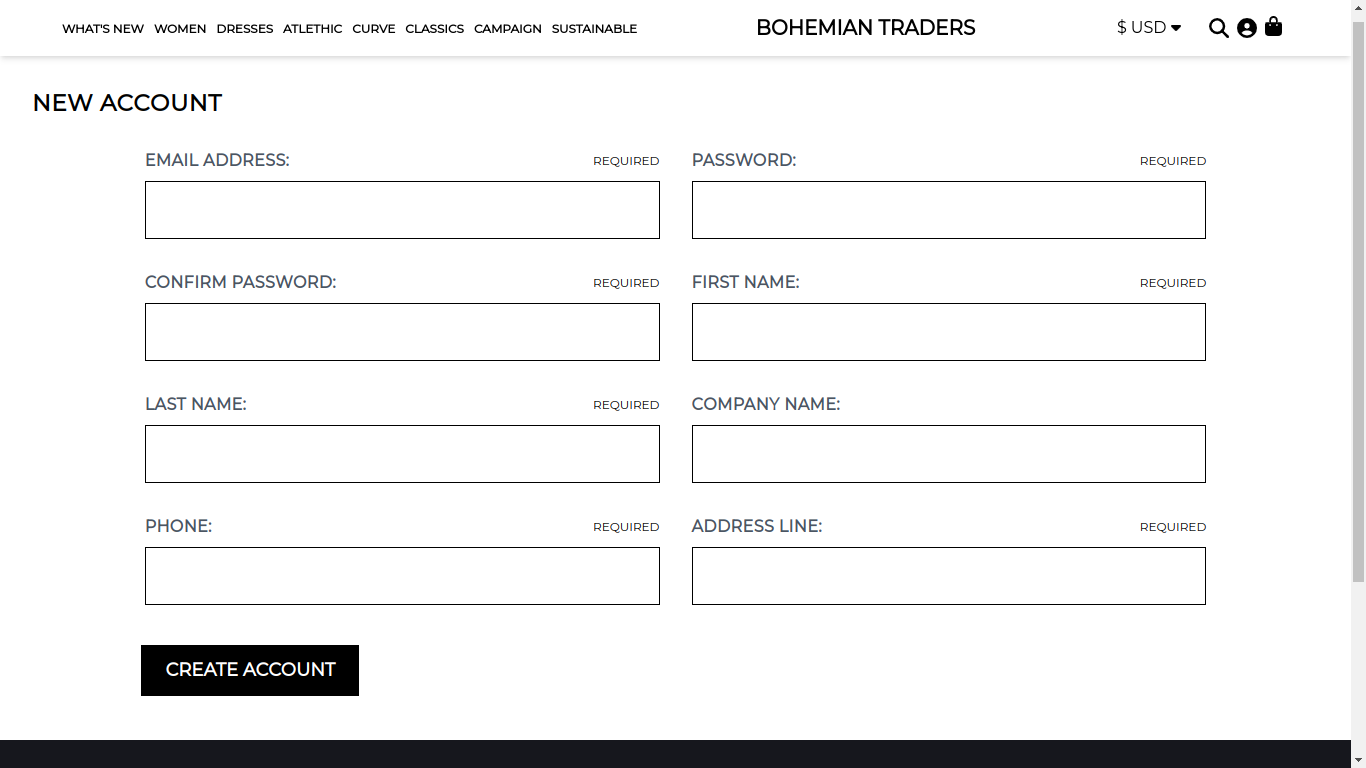 WHAT'S NEW WOMEN DRESSES ATLETHIC CURVE CLASSICS CAMPAIGN SUSTAINABLE BOHEMIAN TRADERS $ USD
NEW ACCOUNT
EMAIL ADDRESS: REQUIRED PASSWORD: REQUIRED
CONFIRM PASSWORD: REQUIRED FIRST NAME: REQUIRED
LAST NAME: REQUIRED COMPANY NAME:
PHONE: REQUIRED ADDRESS LINE: REQUIRED
CREATE ACCOUNT